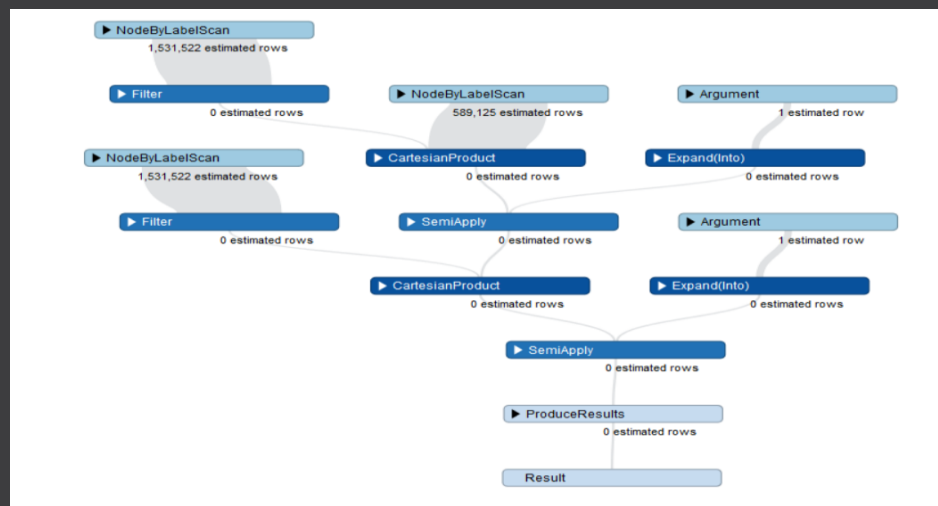 NodeByLabelScan
1,531,522 estimated rows
Filter
0 estimated rows
NodeByLabelScan
589,125 estimated rows
Argument
1 estimated row
NodeByLabelScan
1,531,522 estimated rows
CartesianProduct
0 estimated rows
Expand(Into)
0 estimated rows
Filter
0 estimated rows
SemiApply
0 estimated rows
Argument
1 estimated row
CartesianProduct
0 estimated rows
Expand(Into)
0 estimated rows
SemiApply
0 estimated rows
ProduceResults
0 estimated rows
Result